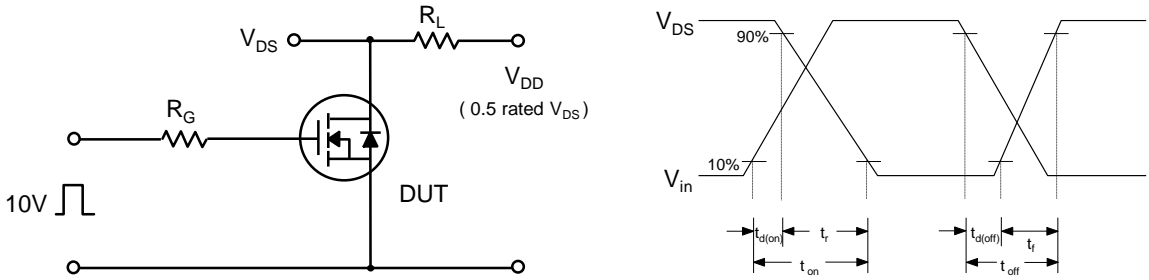 R_L
V_DS
V_DD
( 0.5 rated V_DS )
R_G
10V
DUT
V_DS
90%
10%
V_in
t_d(on)
t_r
t_on
t_d(off)
t_f
t_off